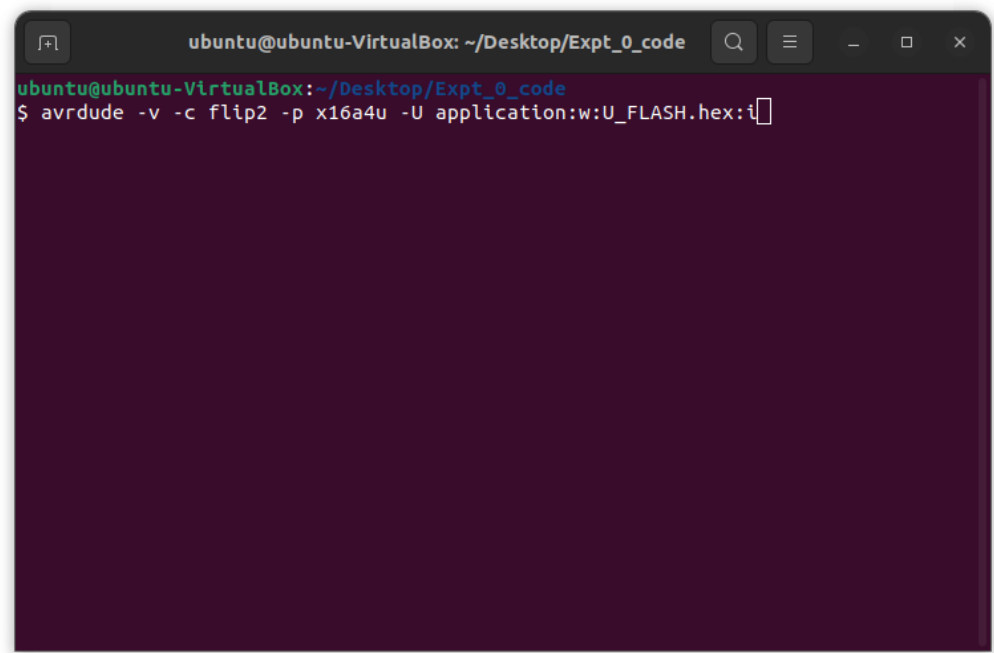 ubuntu@ubuntu-VirtualBox: ~/Desktop/Expt_0_code
ubuntu@ubuntu-VirtualBox:~/Desktop/Expt_0_code
$ avrdude -v -c flip2 -p x16a4u -U application:w:U_FLASH.hex:i